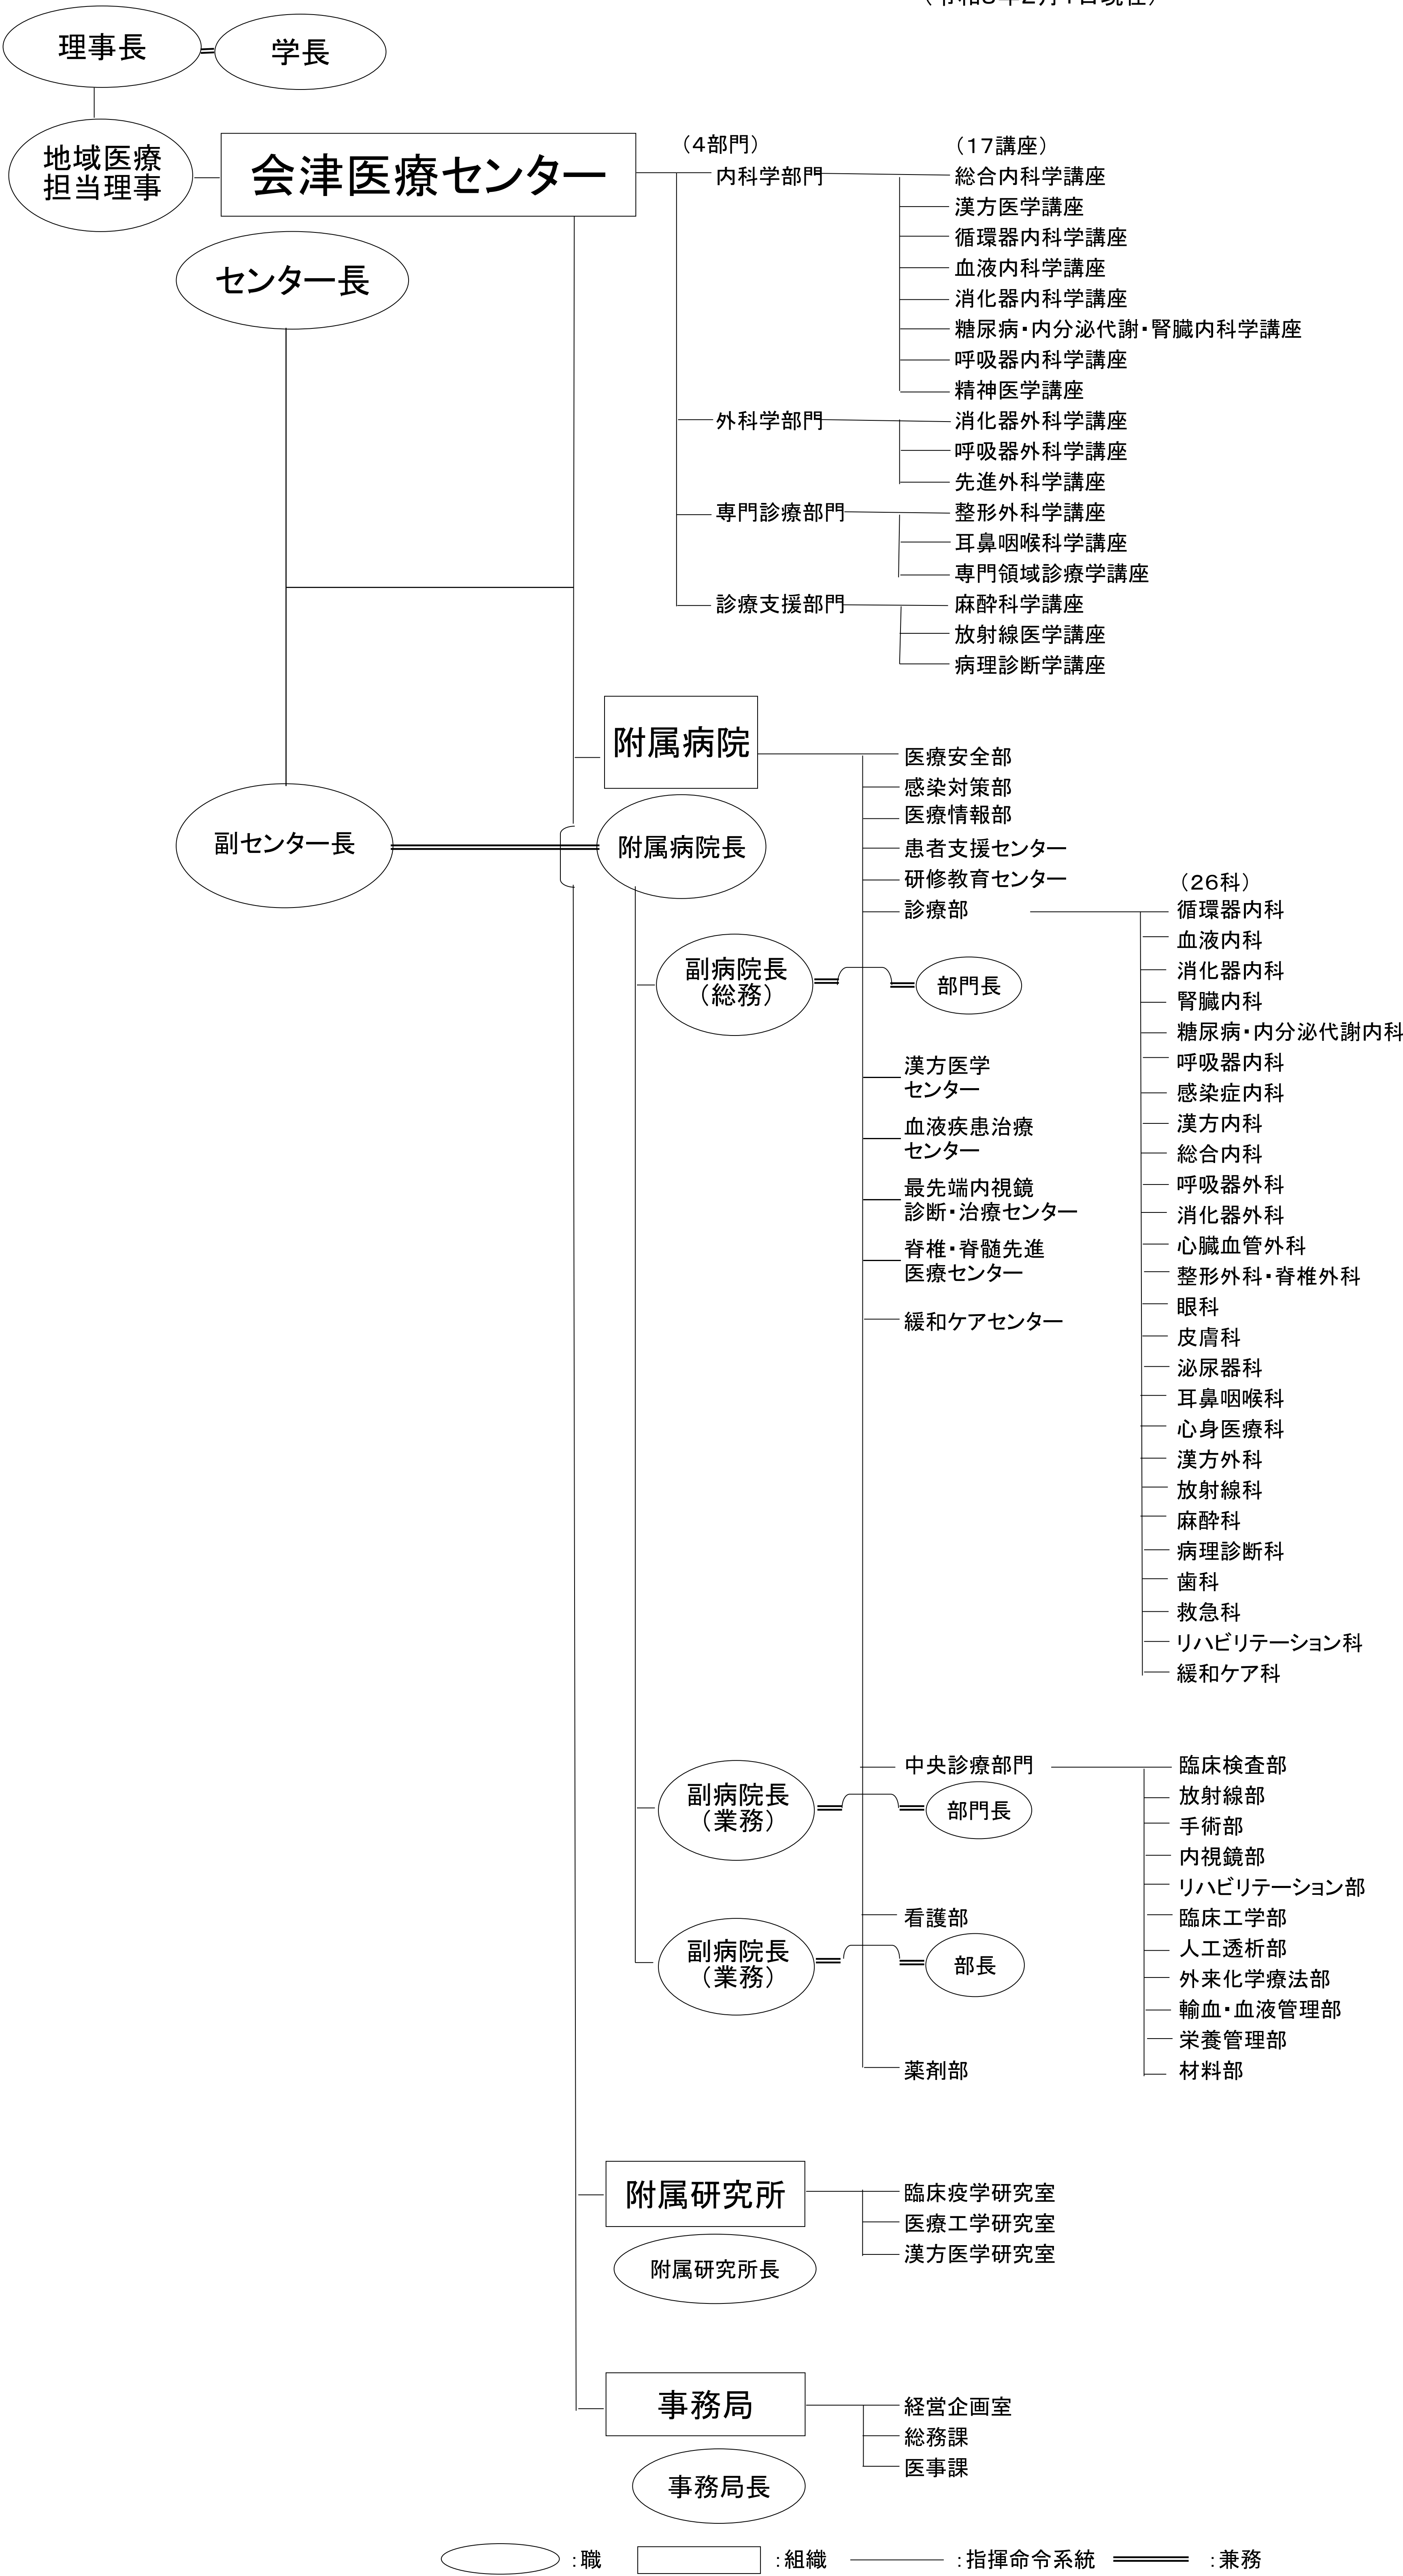 理事長
学長
地域医療
担当理事
会津医療センター
センター長
副センター長
（4部門）
（17講座）
内科学部門
総合内科学講座
漢方医学講座
循環器内科学講座
血液内科学講座
消化器内科学講座
糖尿病・内分泌代謝・腎臓内科学講座
呼吸器内科学講座
精神医学講座
外科学部門
消化器外科学講座
呼吸器外科学講座
先進外科学講座
専門診療部門
整形外科学講座
耳鼻咽喉科学講座
専門領域診療学講座
診療支援部門
麻酔科学講座
放射線医学講座
病理診断学講座
附属病院
附属病院長
医療安全部
感染対策部
医療情報部
患者支援センター
研修教育センター
診療部
副病院長
（総務）
部門長
漢方医学
センター
血液疾患治療
センター
最先端内視鏡
診断・治療センター
脊椎・脊髄先進
医療センター
緩和ケアセンター
（26科）
循環器内科
血液内科
消化器内科
腎臓内科
糖尿病・内分泌代謝内科
呼吸器内科
感染症内科
漢方内科
総合内科
呼吸器外科
消化器外科
心臓血管外科
整形外科・脊椎外科
眼科
皮膚科
泌尿器科
耳鼻咽喉科
心身医療科
漢方外科
放射線科
麻酔科
病理診断科
歯科
救急科
リハビリテーション科
緩和ケア科
中央診療部門
副病院長
（業務）
部門長
臨床検査部
放射線部
手術部
内視鏡部
リハビリテーション部
臨床工学部
人工透析部
外来化学療法部
輸血・血液管理部
栄養管理部
材料部
看護部
副病院長
（業務）
部長
薬剤部
附属研究所
附属研究所長
臨床疫学研究室
医療工学研究室
漢方医学研究室
事務局
事務局長
経営企画室
総務課
医事課
：職
：組織
：指揮命令系統
：兼務